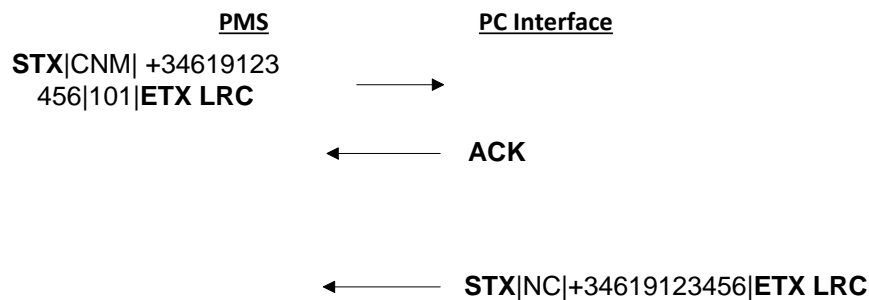 PMS PC Interface
STX|CNM| +34619123
456|101|ETX LRC
ACK
STX|NC|+34619123456|ETX LRC